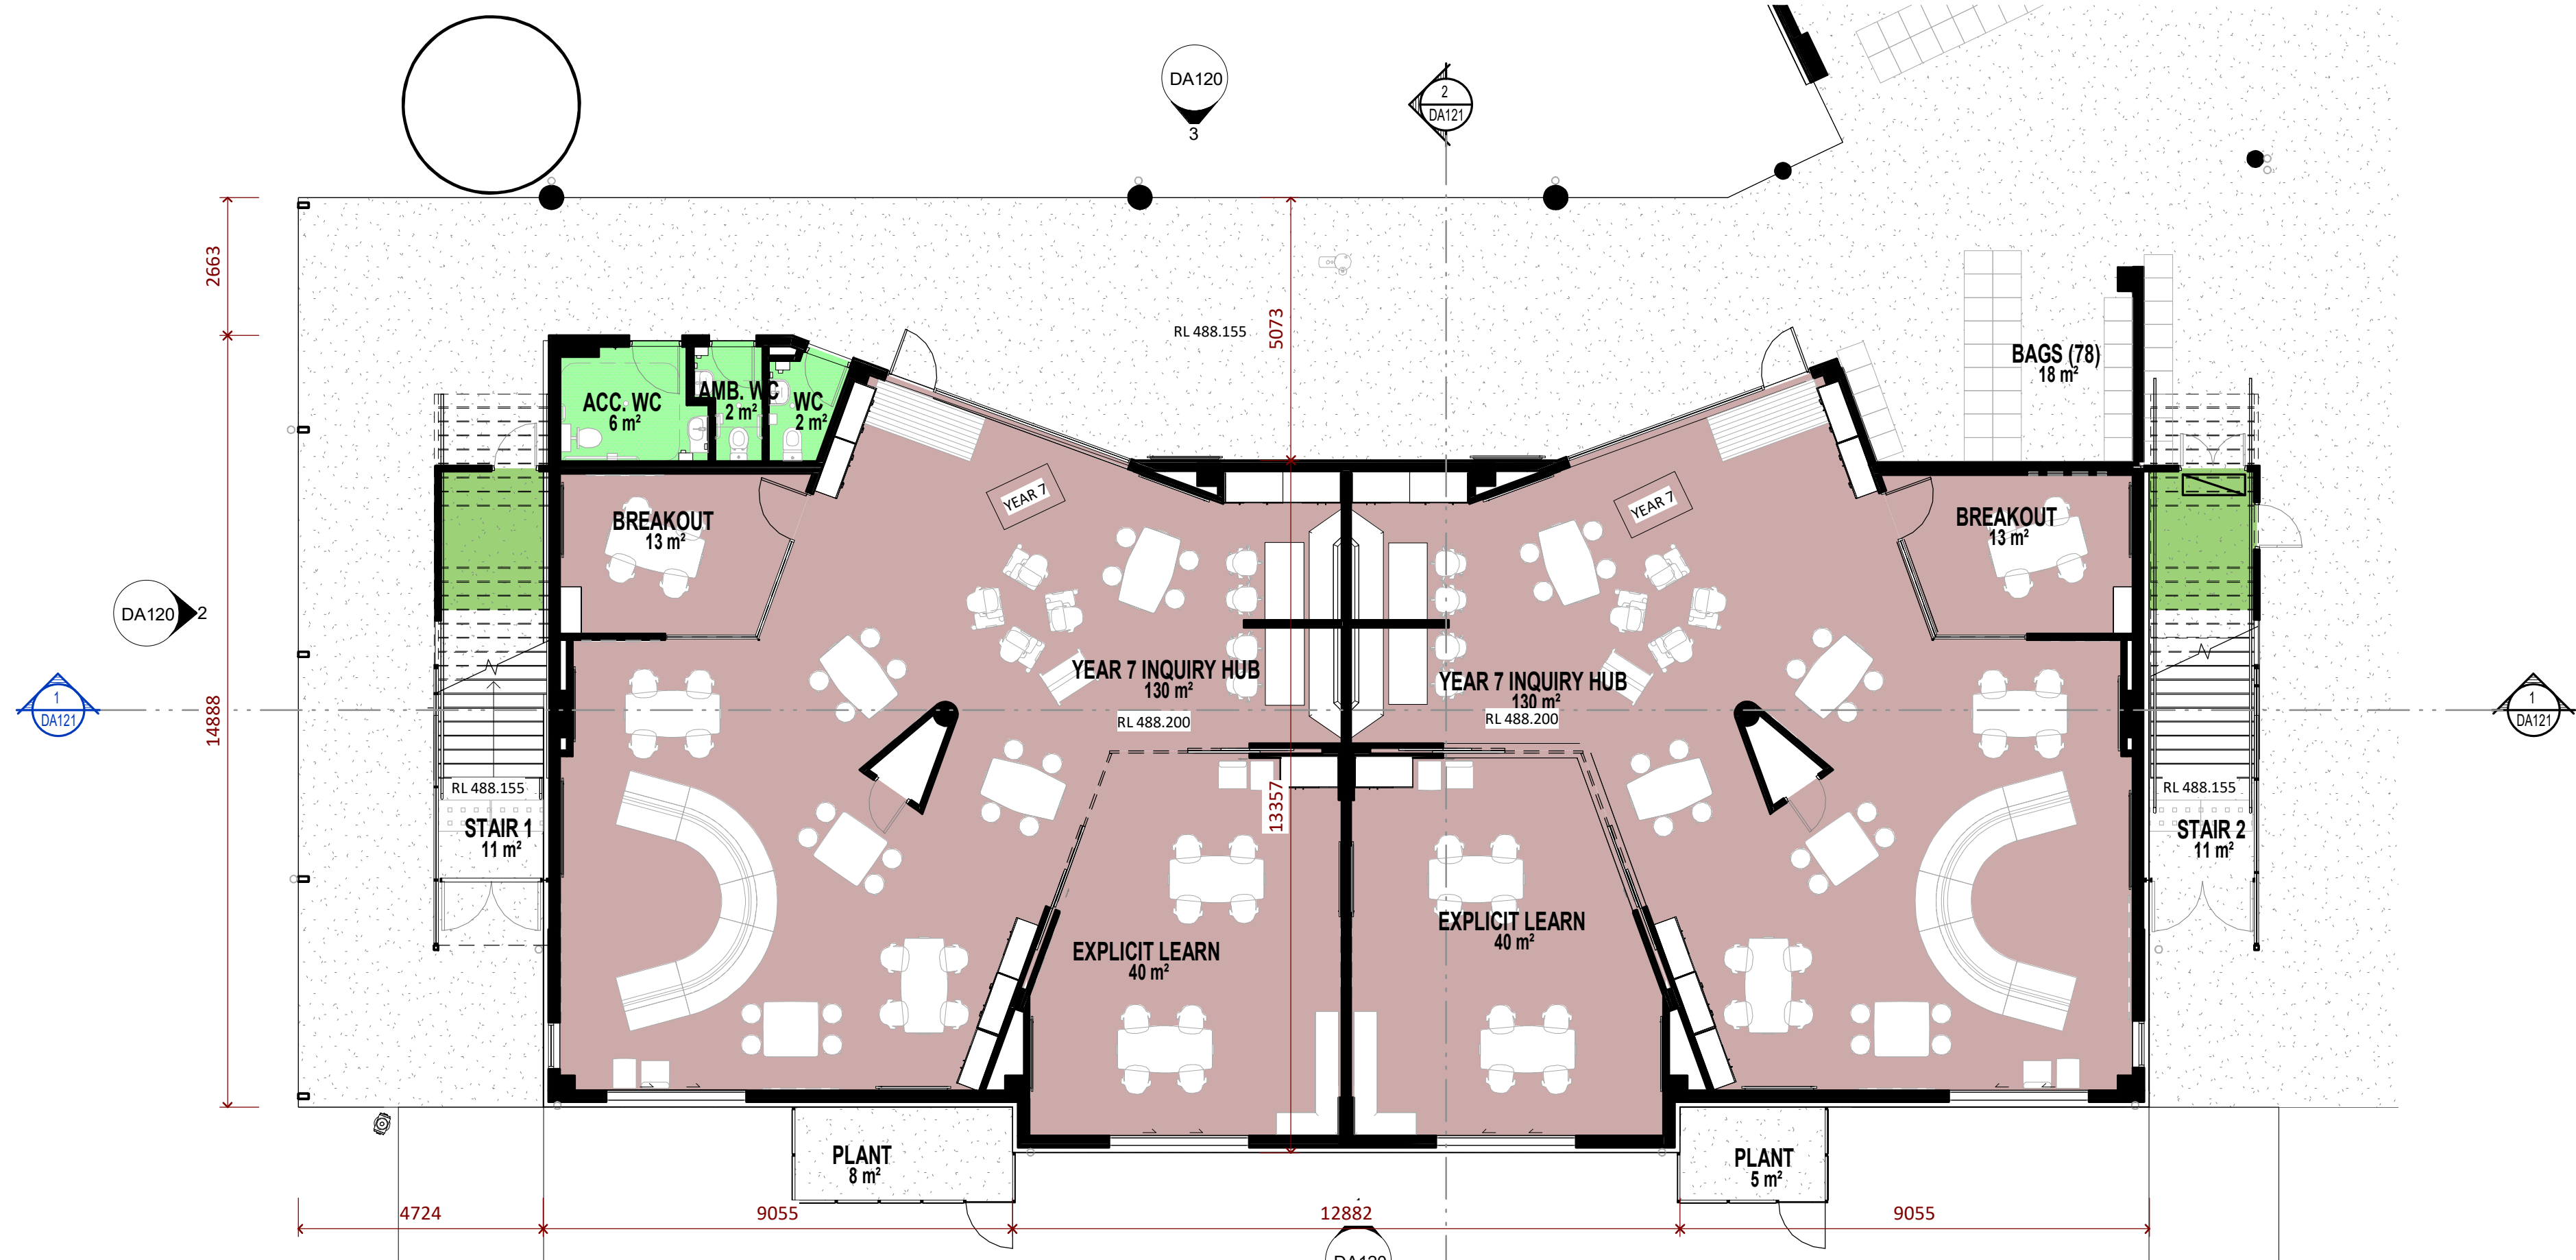 DA120
3
2
DA121
2663
5073
RL 488.155
BAGS (78)
18 m²
ACC. WC
6 m²
AMB. WC
2 m²
WC
2 m²
YEAR 7
YEAR 7
BREAKOUT
13 m²
BREAKOUT
13 m²
DA120
2
14888
1
DA121
YEAR 7 INQUIRY HUB
130 m²
RL 488.200
YEAR 7 INQUIRY HUB
130 m²
RL 488.200
1
DA121
RL 488.155
STAIR 1
11 m²
13357
RL 488.155
STAIR 2
11 m²
EXPLICIT LEARN
40 m²
EXPLICIT LEARN
40 m²
PLANT
8 m²
PLANT
5 m²
4724
9055
12882
9055
DA120